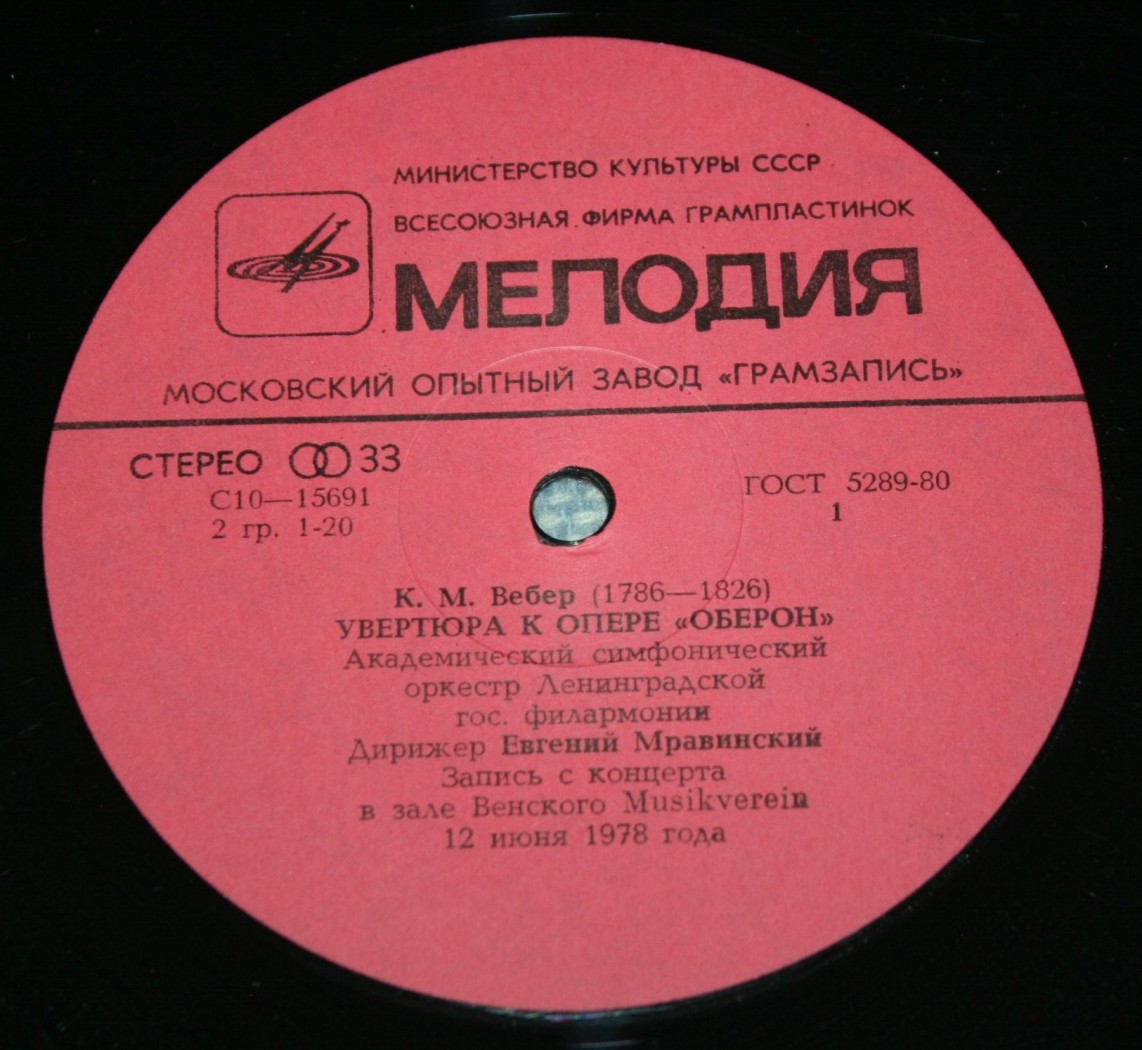 МИНИСТЕРСТВО КУЛЬТУРЫ СССР
ВСЕСОЮЗНАЯ ФИРМА ГРАМПЛАСТИНОК
МЕЛОДИЯ
МОСКОВСКИЙ ОПЫТНЫЙ ЗАВОД «ГРАМЗАПИСЬ»
СТЕРЕО 33
ГОСТ 5289-80
С10—15691
1
2 гр. 1-20
К. М. Вебер (1786—1826)
УВЕРТЮРА К ОПЕРЕ «ОБЕРОН»
Академический симфонический
оркестр Ленинградской
гос. филармонии
Дирижер Евгений Мравинский
Запись с концерта
в зале Венского Musikverein
12 июня 1978 года